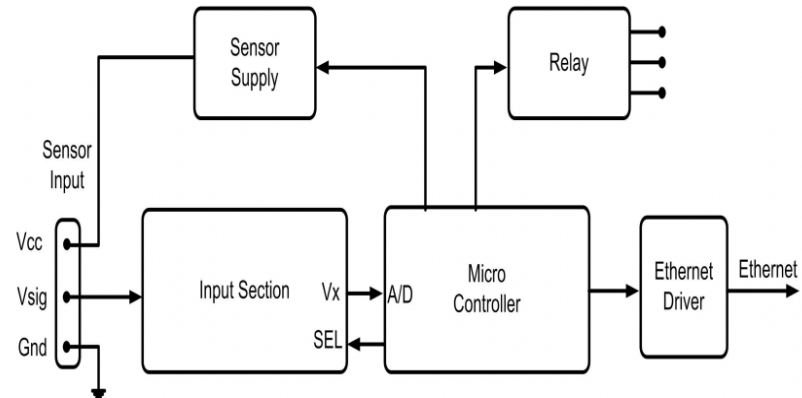 Sensor
Supply
Relay
Sensor
Input
Vcc
Vsig
Gnd
Input Section
Vx
SEL
A/D
Micro
Controller
Ethernet
Driver
Ethernet